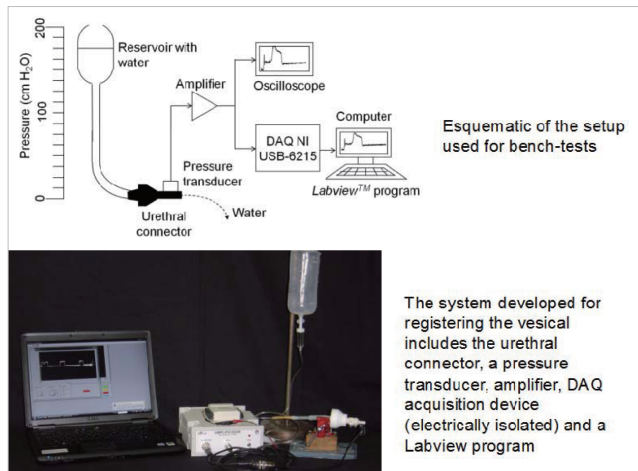 200
100
0
Pressure (cm H₂O)
Reservoir with
water
Amplifier
Oscilloscope
DAQ NI
USB-6215
Computer
Labview™ program
Pressure
transducer
Urethral
connector
Water
Esquematic of the setup
used for bench-tests
The system developed for
registering the vesical
includes the urethral
connector, a pressure
transducer, amplifier, DAQ
acquisition device
(electrically isolated) and a
Labview program